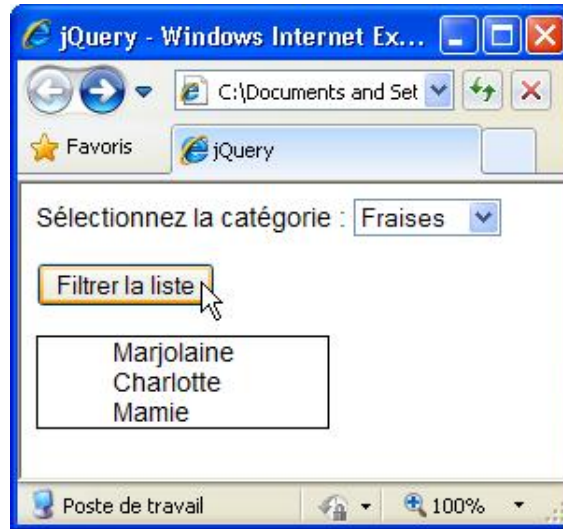 jQuery - Windows Internet Ex...
C:\Documents and Set
Favoris
jQuery
Sélectionnez la catégorie : Fraises
Filtrer la liste
Marjolaine
Charlotte
Mamie
Poste de travail
100%